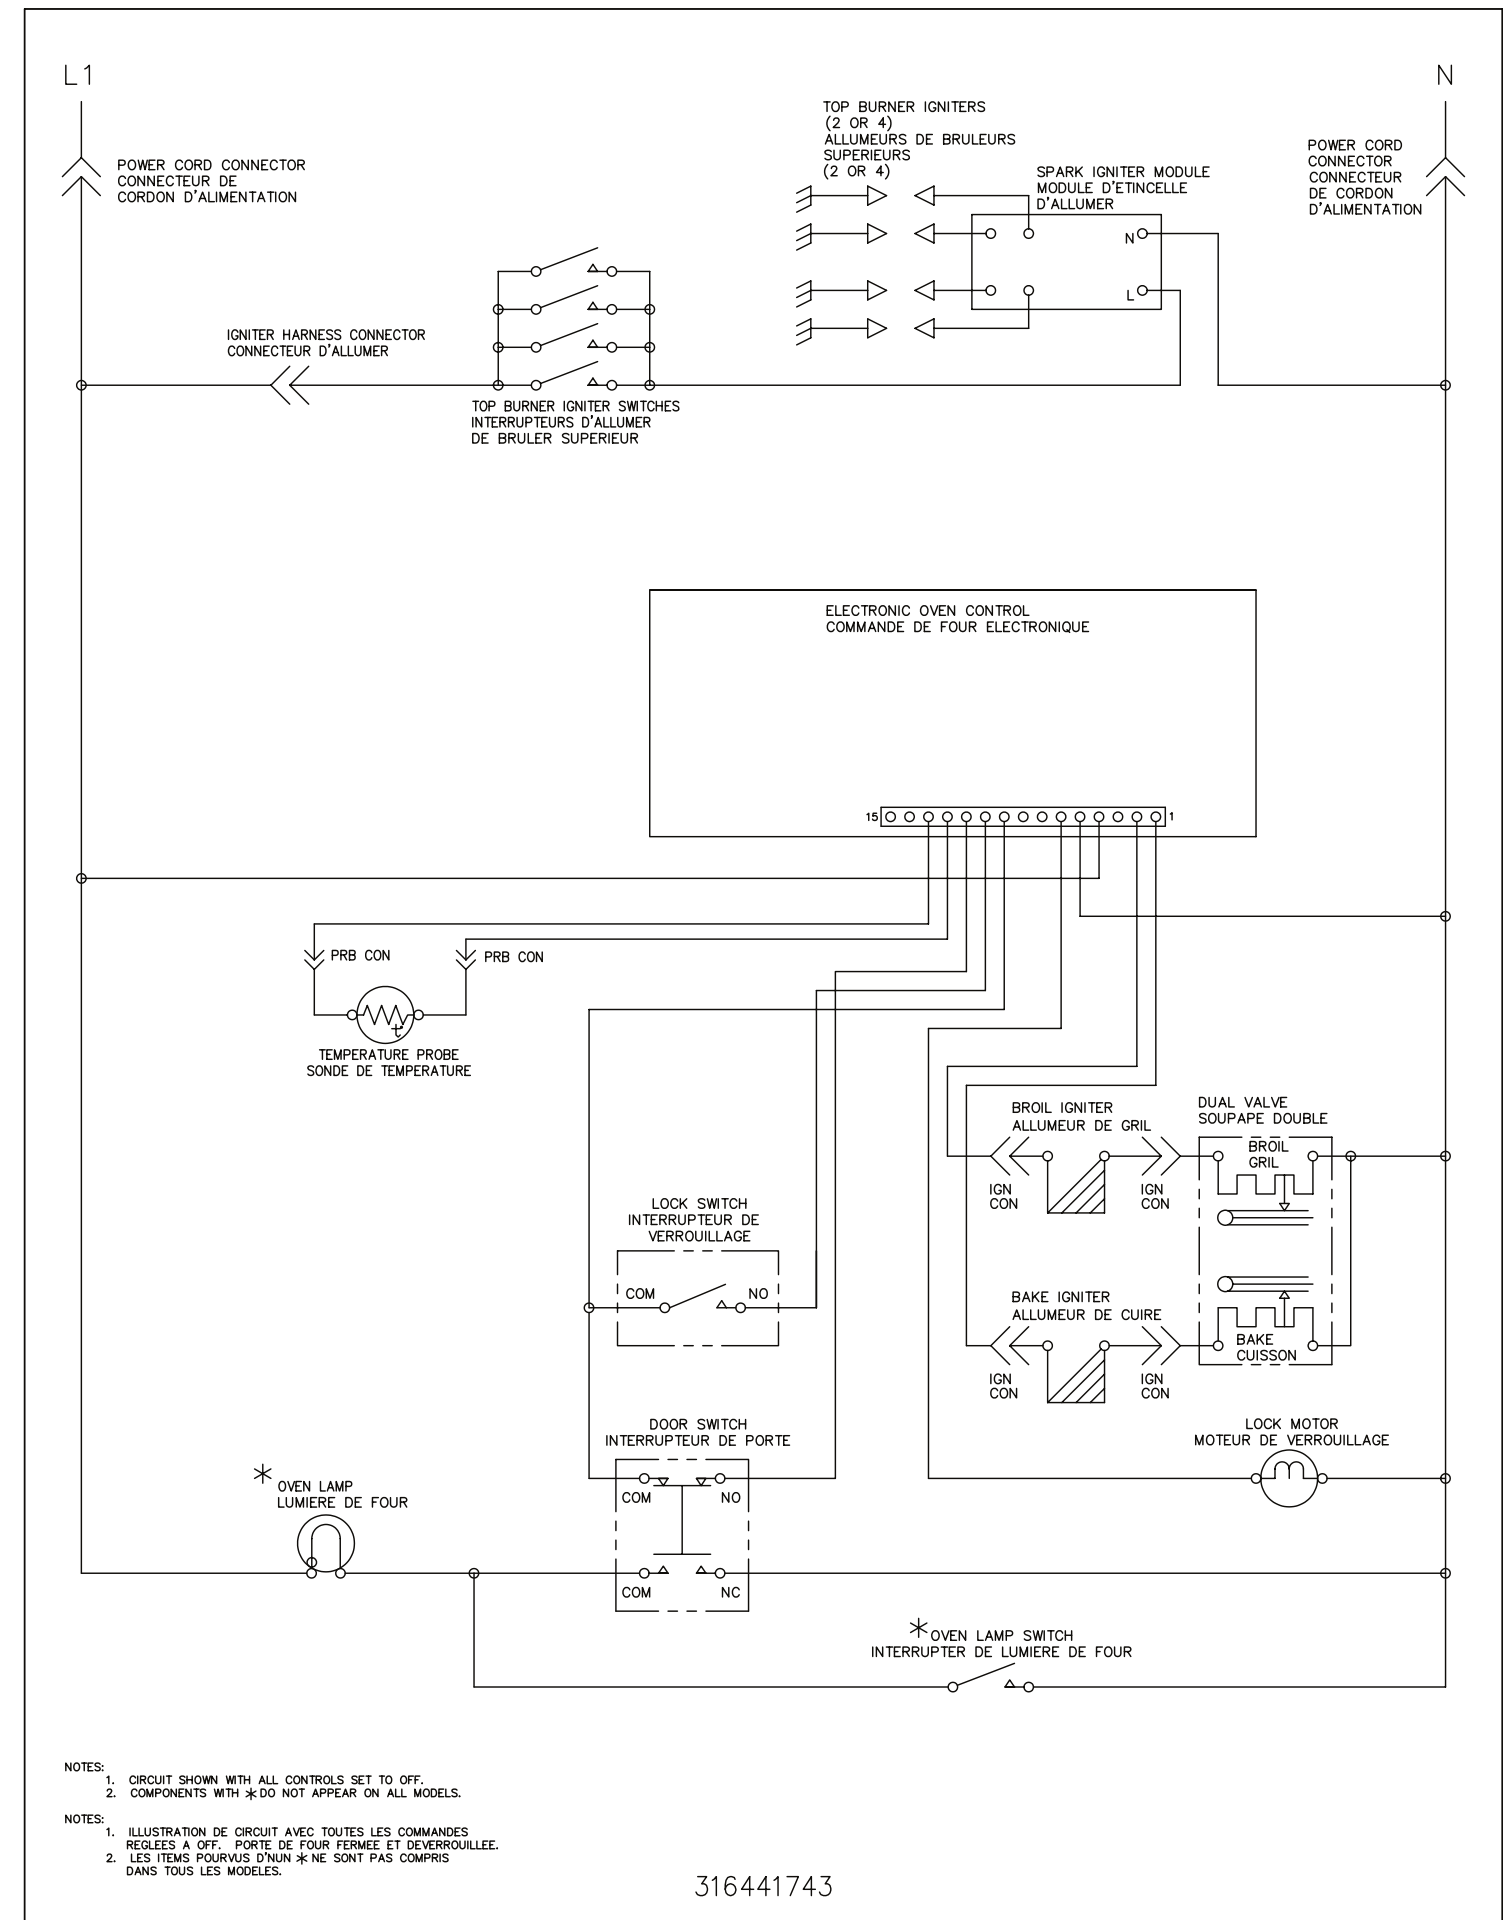 L1
N
POWER CORD CONNECTOR
CONNECTEUR DE
CORDON D'ALIMENTATION
TOP BURNER IGNITERS
(2 OR 4)
ALLUMEURS DE BRULEURS
SUPERIEURS
(2 OR 4)
SPARK IGNITER MODULE
MODULE D'ETINCELLE
D'ALLUMER
POWER CORD
CONNECTOR
CONNECTEUR
DE CORDON
D'ALIMENTATION
N
L
IGNITER HARNESS CONNECTOR
CONNECTEUR D'ALLUMER
TOP BURNER IGNITER SWITCHES
INTERRUPTEURS D'ALLUMER
DE BRULER SUPERIEUR
ELECTRONIC OVEN CONTROL
COMMANDE DE FOUR ELECTRONIQUE
15
1
PRB CON
PRB CON
t°
TEMPERATURE PROBE
SONDE DE TEMPERATURE
BROIL IGNITER
ALLUMEUR DE GRIL
DUAL VALVE
SOUPAPE DOUBLE
BROIL
GRIL
IGN
CON
IGN
CON
LOCK SWITCH
INTERRUPTEUR DE
VERROUILLAGE
COM
NO
BAKE IGNITER
ALLUMEUR DE CUIRE
BAKE
CUISSON
IGN
CON
IGN
CON
DOOR SWITCH
INTERRUPTEUR DE PORTE
COM
NO
COM
NC
LOCK MOTOR
MOTEUR DE VERROUILLAGE
* OVEN LAMP
LUMIERE DE FOUR
* OVEN LAMP SWITCH
INTERRUPTER DE LUMIERE DE FOUR
NOTES:
1. CIRCUIT SHOWN WITH ALL CONTROLS SET TO OFF.
2. COMPONENTS WITH * DO NOT APPEAR ON ALL MODELS.
NOTES:
1. ILLUSTRATION DE CIRCUIT AVEC TOUTES LES COMMANDES
REGLEES A OFF. PORTE DE FOUR FERMEE ET DEVERROUILLEE.
2. LES ITEMS POURVUS D'NUN * NE SONT PAS COMPRIS
DANS TOUS LES MODELES.
316441743